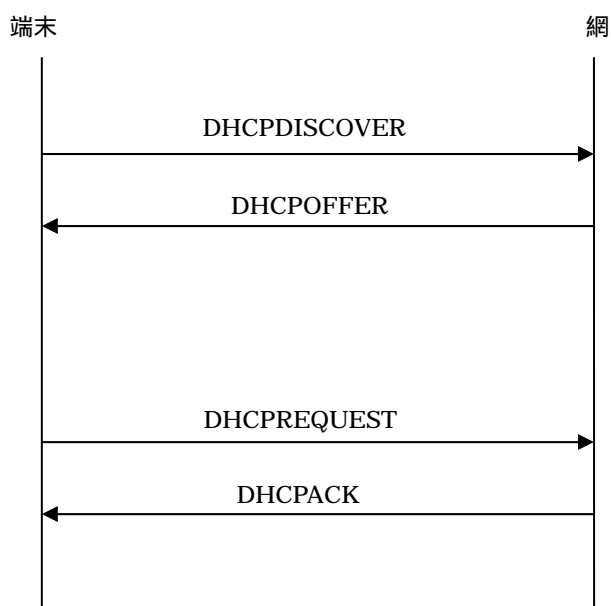 端末
網
DHCPDISCOVER
DHCPOFFER
DHCPREQUEST
DHCPACK